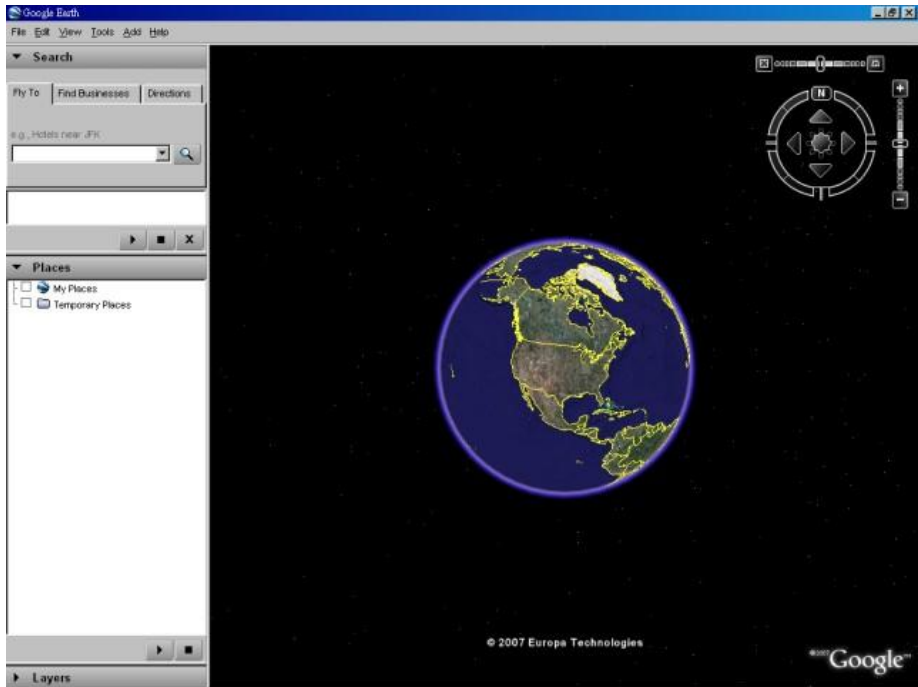 Google Earth
File Edit View Tools Add Help
Search
Fly To Find Businesses Directions
e.g., Hotels near JFK
Places
My Places
Temporary Places
Layers
N
© 2007 Europa Technologies
Google